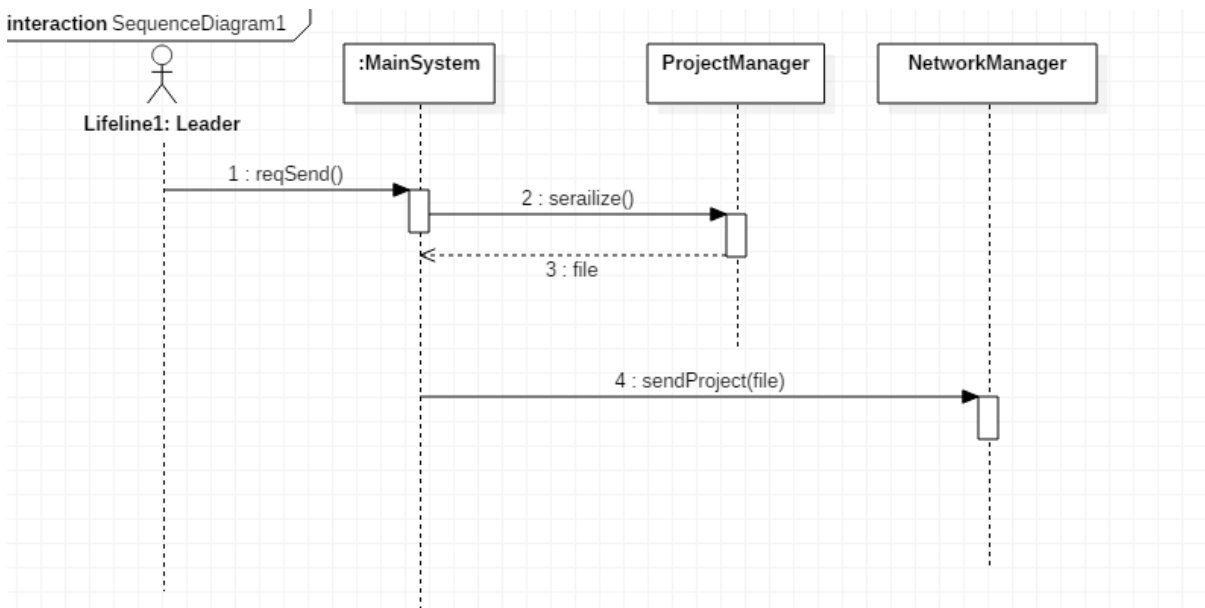 interaction SequenceDiagram1
:MainSystem
ProjectManager
NetworkManager
Lifeline1: Leader
1 : reqSend()
2 : serailize()
3 : file
4 : sendProject(file)